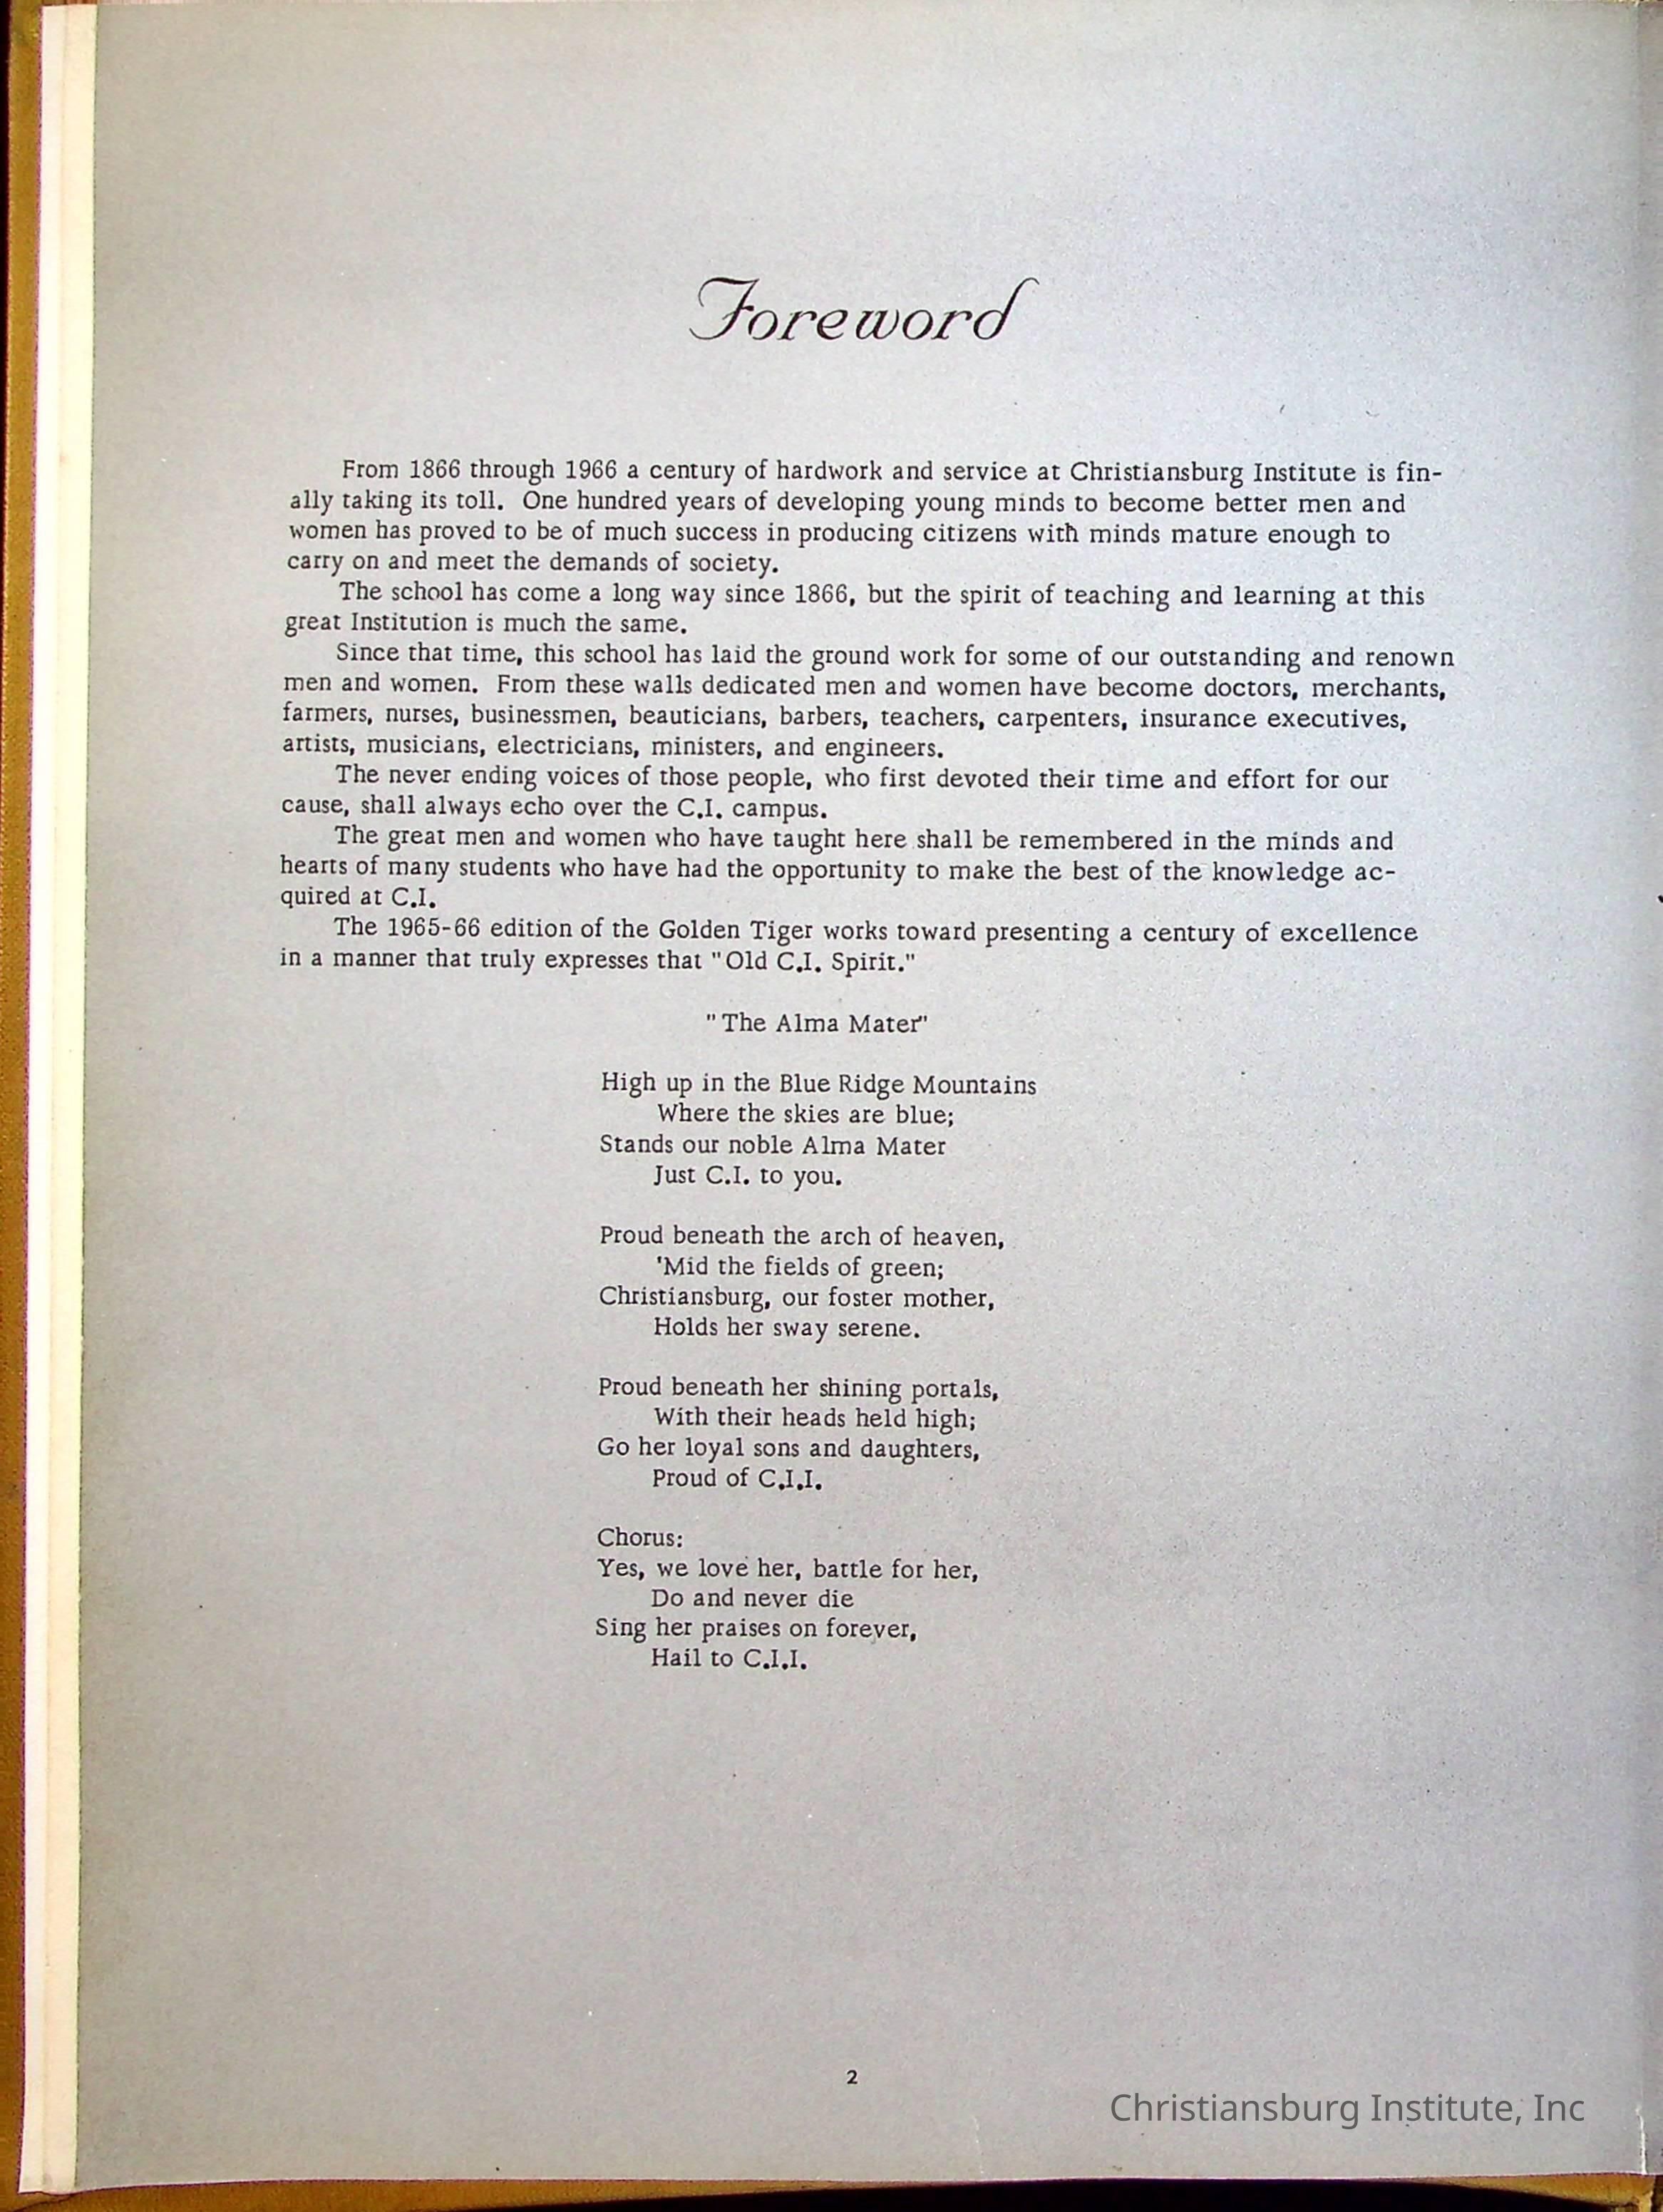 Foreword
From 1866 through 1966 a century of hardwork and service at Christiansburg Institute is fin-
ally taking its toll. One hundred years of developing young minds to become better men and
women has proved to be of much success in producing citizens with minds mature enough to
carry on and meet the demands of society.
The school has come a long way since 1866, but the spirit of teaching and learning at this
great Institution is much the same.
Since that time, this school has laid the ground work for some of our outstanding and renown
men and women. From these walls dedicated men and women have become doctors, merchants,
farmers, nurses, businessmen, beauticians, barbers, teachers, carpenters, insurance executives,
artists, musicians, electricians, ministers, and engineers.
The never ending voices of those people, who first devoted their time and effort for our
cause, shall always echo over the C.I. campus.
The great men and women who have taught here shall be remembered in the minds and
hearts of many students who have had the opportunity to make the best of the knowledge ac-
quired at C.I.
The 1965-66 edition of the Golden Tiger works toward presenting a century of excellence
in a manner that truly expresses that "Old C.I. Spirit."
"The Alma Mater"
High up in the Blue Ridge Mountains
Where the skies are blue;
Stands our noble Alma Mater
Just C.I. to you.
Proud beneath the arch of heaven,
'Mid the fields of green;
Christiansburg, our foster mother,
Holds her sway serene.
Proud beneath her shining portals,
With their heads held high;
Go her loyal sons and daughters,
Proud of C.I.I.
Chorus:
Yes, we love her, battle for her,
Do and never die
Sing her praises on forever,
Hail to C.I.I.
2
Christiansburg Institute, Inc